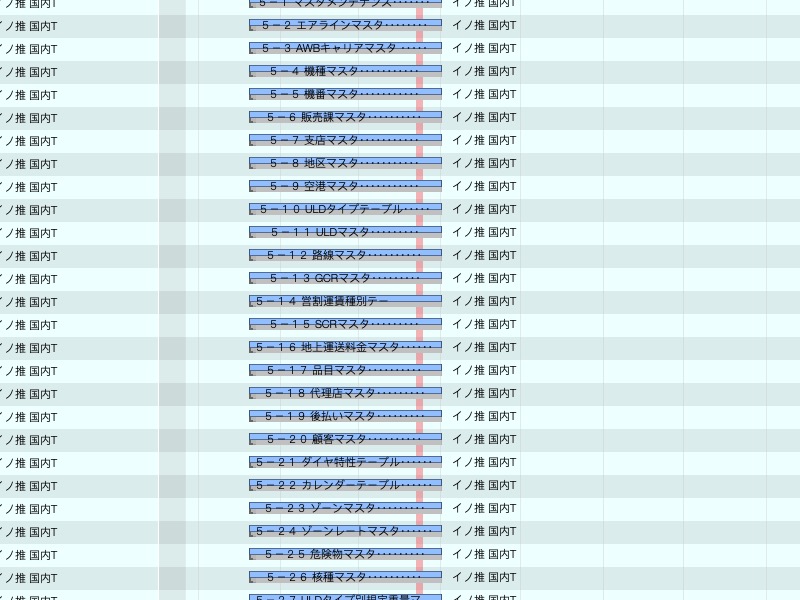 イノ推 国内T 5－1 マスタメンテナンス・・・・・・・ イノ推 国内T
イノ推 国内T 5－2 エアラインマスタ・・・・・・・・ イノ推 国内T
イノ推 国内T 5－3 AWBキャリアマスタ・・・・・ イノ推 国内T
イノ推 国内T 5－4 機種マスタ・・・・・・・・・・・ イノ推 国内T
イノ推 国内T 5－5 機番マスタ・・・・・・・・・・・ イノ推 国内T
イノ推 国内T 5－6 販売課マスタ・・・・・・・・・・ イノ推 国内T
イノ推 国内T 5－7 支店マスタ・・・・・・・・・・・ イノ推 国内T
イノ推 国内T 5－8 地区マスタ・・・・・・・・・・・ イノ推 国内T
イノ推 国内T 5－9 空港マスタ・・・・・・・・・・・ イノ推 国内T
イノ推 国内T 5－10 ULDタイプテーブル・・・・・ イノ推 国内T
イノ推 国内T 5－11 ULDマスタ・・・・・・・・・ イノ推 国内T
イノ推 国内T 5－12 路線マスタ・・・・・・・・・・ イノ推 国内T
イノ推 国内T 5－13 GCRマスタ・・・・・・・・・ イノ推 国内T
イノ推 国内T 5－14 営割運賃種別テー イノ推 国内T
イノ推 国内T 5－15 SCRマスタ・・・・・・・・・ イノ推 国内T
イノ推 国内T 5－16 地上運送料金マスタ・・・・・・ イノ推 国内T
イノ推 国内T 5－17 品目マスタ・・・・・・・・・・ イノ推 国内T
イノ推 国内T 5－18 代理店マスタ・・・・・・・・・ イノ推 国内T
イノ推 国内T 5－19 後払いマスタ・・・・・・・・・ イノ推 国内T
イノ推 国内T 5－20 顧客マスタ・・・・・・・・・・ イノ推 国内T
イノ推 国内T 5－21 ダイヤ特性テーブル・・・・・・ イノ推 国内T
イノ推 国内T 5－22 カレンダーテーブル・・・・・・ イノ推 国内T
イノ推 国内T 5－23 ゾーンマスタ・・・・・・・・・ イノ推 国内T
イノ推 国内T 5－24 ゾーンレートマスタ・・・・・・ イノ推 国内T
イノ推 国内T 5－25 危険物マスタ・・・・・・・・・ イノ推 国内T
イノ推 国内T 5－26 核種マスタ・・・・・・・・・・ イノ推 国内T
イノ推 国内T 5－27 ULDタイプ別規定重量マ イノ推 国内T